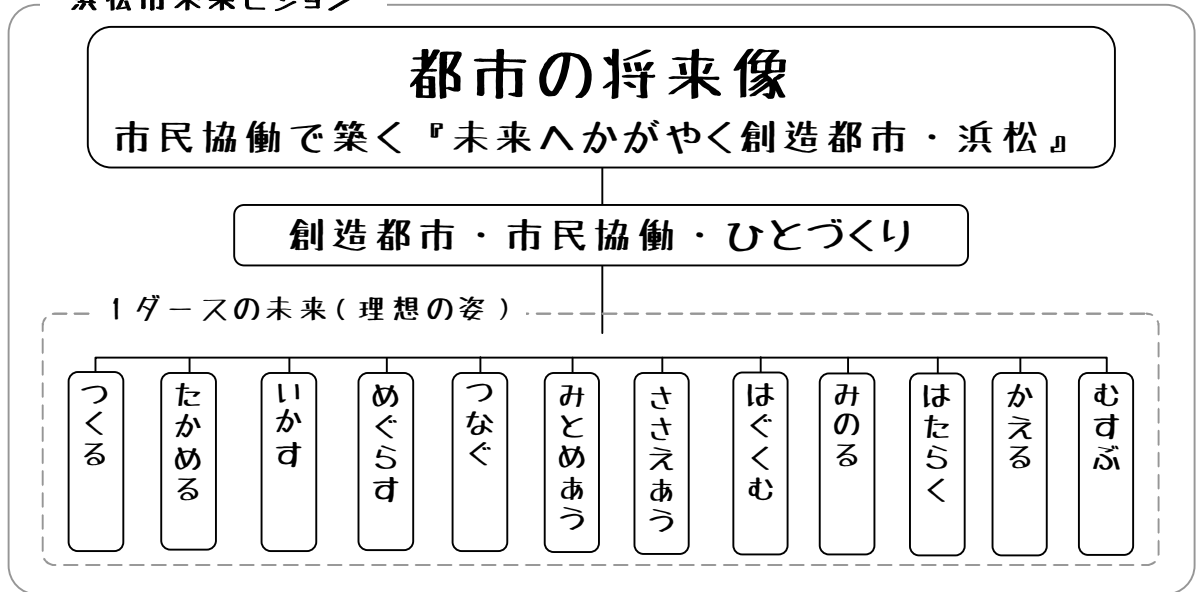 浜松市未来ビジョン
都市の将来像
市民協働で築く『未来へかがやく創造都市・浜松』
創造都市・市民協働・ひとづくり
1ダースの未来(理想の姿)
つくる
たかめる
いかす
めぐらす
つなぐ
みとめあう
ささえあう
はぐくむ
みのる
はたらく
かえる
むすぶ